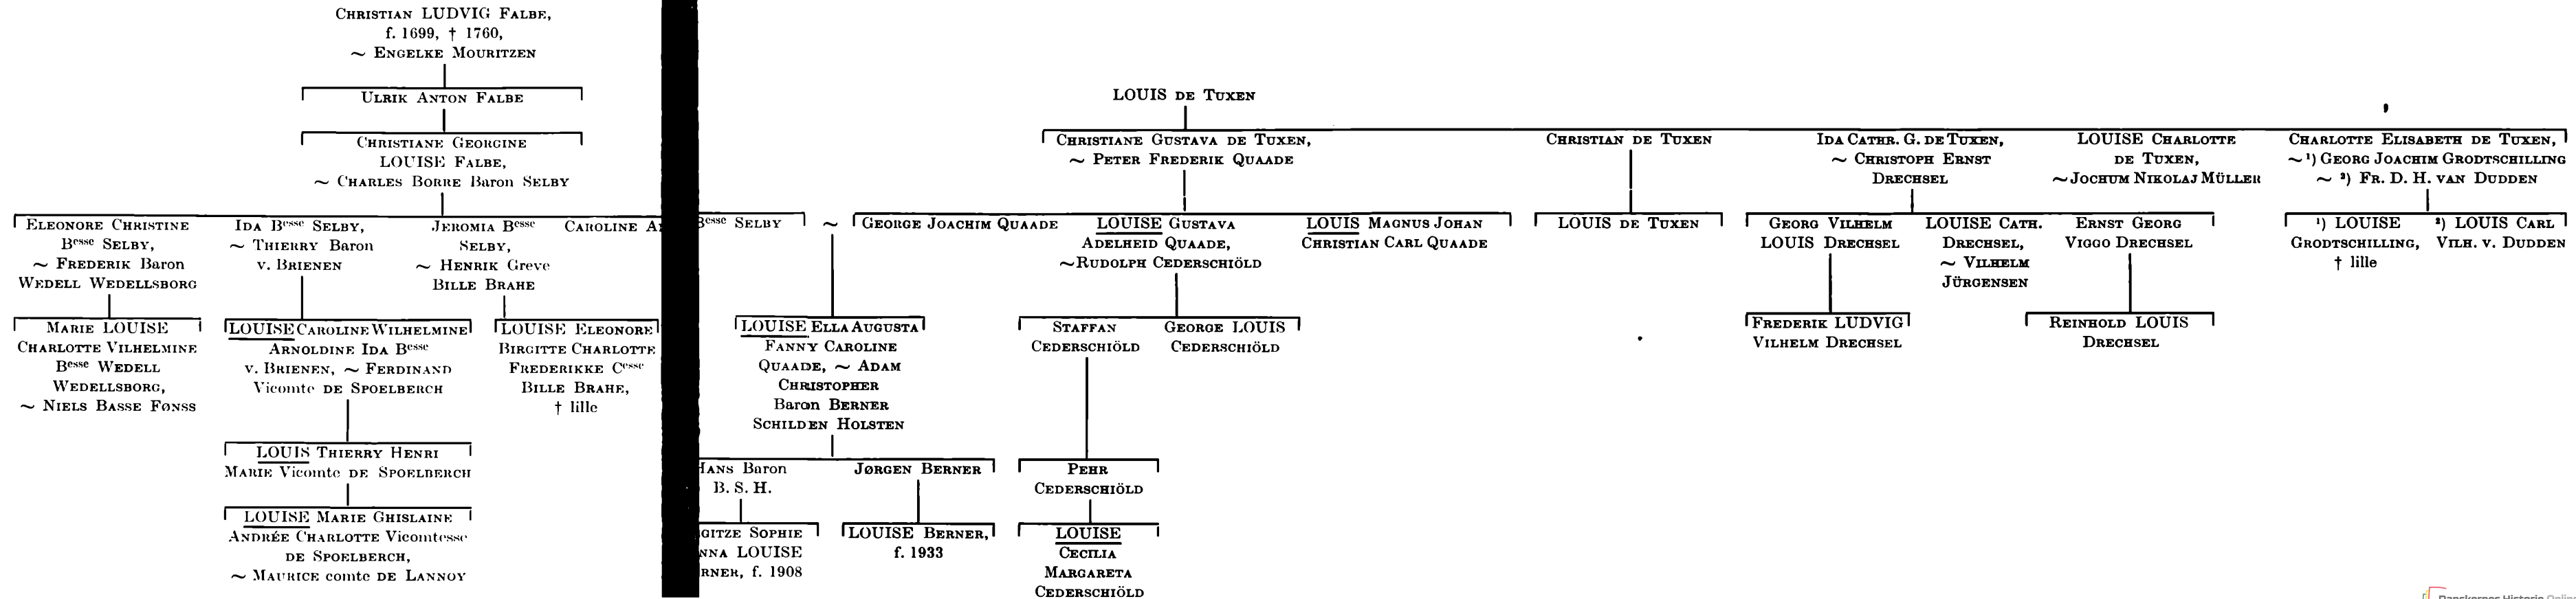 CHRISTIAN LUDVIG FALBE,
f. 1699, † 1760,
~ ENGELKE MOURITZEN
ULRIK ANTON FALBE
CHRISTIANE GEORGINE
LOUISE FALBE,
~ CHARLES BORRE Baron SELBY
ELEONORE CHRISTINE
Besse SELBY,
~ FREDERIK Baron
WEDELL WEDELLSBORG
IDA Besse SELBY,
~ THIERRY Baron
v. BRIENEN
JEROMIA Besse
SELBY,
~ HENRIK Greve
BILLE BRAHE
CAROLINE
Besse SELBY ~ GEORGE JOACHIM QUAADE
MARIE LOUISE
CHARLOTTE VILHELMINE
Besse WEDELL
WEDELLSBORG,
~ NIELS BASSE FØNSS
LOUISE CAROLINE WILHELMINE
ARNOLDINE IDA Besse
v. BRIENEN, ~ FERDINAND
Vicomte DE SPOELBERCH
LOUISE ELEONORE
BIRGITTE CHARLOTTE
FREDERIKKE Cesse
BILLE BRAHE,
† lille
LOUIS THIERRY HENRI
MARIE Vicomte DE SPOELBERCH
LOUISE MARIE GHISLAINE
ANDRÉE CHARLOTTE Vicomtesse
DE SPOELBERCH,
~ MAURICE comte DE LANNOY
LOUIS DE TUXEN
CHRISTIANE GUSTAVA DE TUXEN,
~ PETER FREDERIK QUAADE
CHRISTIAN DE TUXEN
IDA CATHR. G. DE TUXEN,
~ CHRISTOPH ERNST
DRECHSEL
LOUISE CHARLOTTE
DE TUXEN,
~ JOCHUM NIKOLAJ MÜLLER
CHARLOTTE ELISABETH DE TUXEN,
~ ¹) GEORG JOACHIM GRODTSCHILLING
~ ²) FR. D. H. VAN DUDDEN
LOUISE GUSTAVA
ADELHEID QUAADE,
~ RUDOLPH CEDERSCHIÖLD
LOUIS MAGNUS JOHAN
CHRISTIAN CARL QUAADE
LOUIS DE TUXEN
GEORG VILHELM
LOUIS DRECHSEL
LOUISE CATH.
DRECHSEL,
~ VILHELM
JÜRGENSEN
ERNST GEORG
VIGGO DRECHSEL
¹) LOUISE
GRODTSCHILLING,
† lille
²) LOUIS CARL
VILH. v. DUDDEN
LOUISE ELLA AUGUSTA
FANNY CAROLINE
QUAADE, ~ ADAM
CHRISTOPHER
Baron BERNER
SCHILDEN HOLSTEN
STAFFAN
CEDERSCHIÖLD
GEORGE LOUIS
CEDERSCHIÖLD
FREDERIK LUDVIG
VILHELM DRECHSEL
REINHOLD LOUIS
DRECHSEL
HANS Baron
B. S. H.
JØRGEN BERNER
PEHR
CEDERSCHIÖLD
GITZE SOPHIE
NNA LOUISE
RNER, f. 1908
LOUISE BERNER,
f. 1933
LOUISE
CECILIA
MARGARETA
CEDERSCHIÖLD